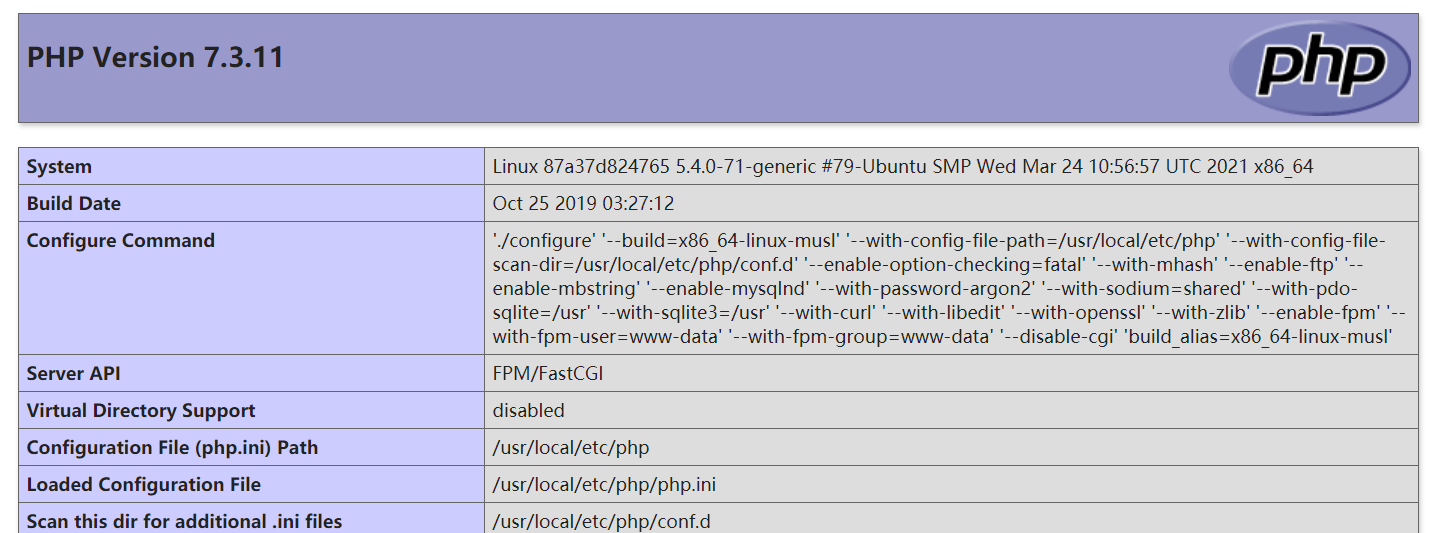 PHP Version 7.3.11
php
System
Linux 87a37d824765 5.4.0-71-generic #79-Ubuntu SMP Wed Mar 24 10:56:57 UTC 2021 x86_64
Build Date
Oct 25 2019 03:27:12
Configure Command
'./configure' '--build=x86_64-linux-musl' '--with-config-file-path=/usr/local/etc/php' '--with-config-file-
scan-dir=/usr/local/etc/php/conf.d' '--enable-option-checking=fatal' '--with-mhash' '--enable-ftp' '--
enable-mbstring' '--enable-mysqlnd' '--with-password-argon2' '--with-sodium=shared' '--with-pdo-
sqlite=/usr' '--with-sqlite3=/usr' '--with-curl' '--with-libedit' '--with-openssl' '--with-zlib' '--enable-fpm' '--
with-fpm-user=www-data' '--with-fpm-group=www-data' '--disable-cgi' 'build_alias=x86_64-linux-musl'
Server API
FPM/FastCGI
Virtual Directory Support
disabled
Configuration File (php.ini) Path
/usr/local/etc/php
Loaded Configuration File
/usr/local/etc/php/php.ini
Scan this dir for additional .ini files
/usr/local/etc/php/conf.d